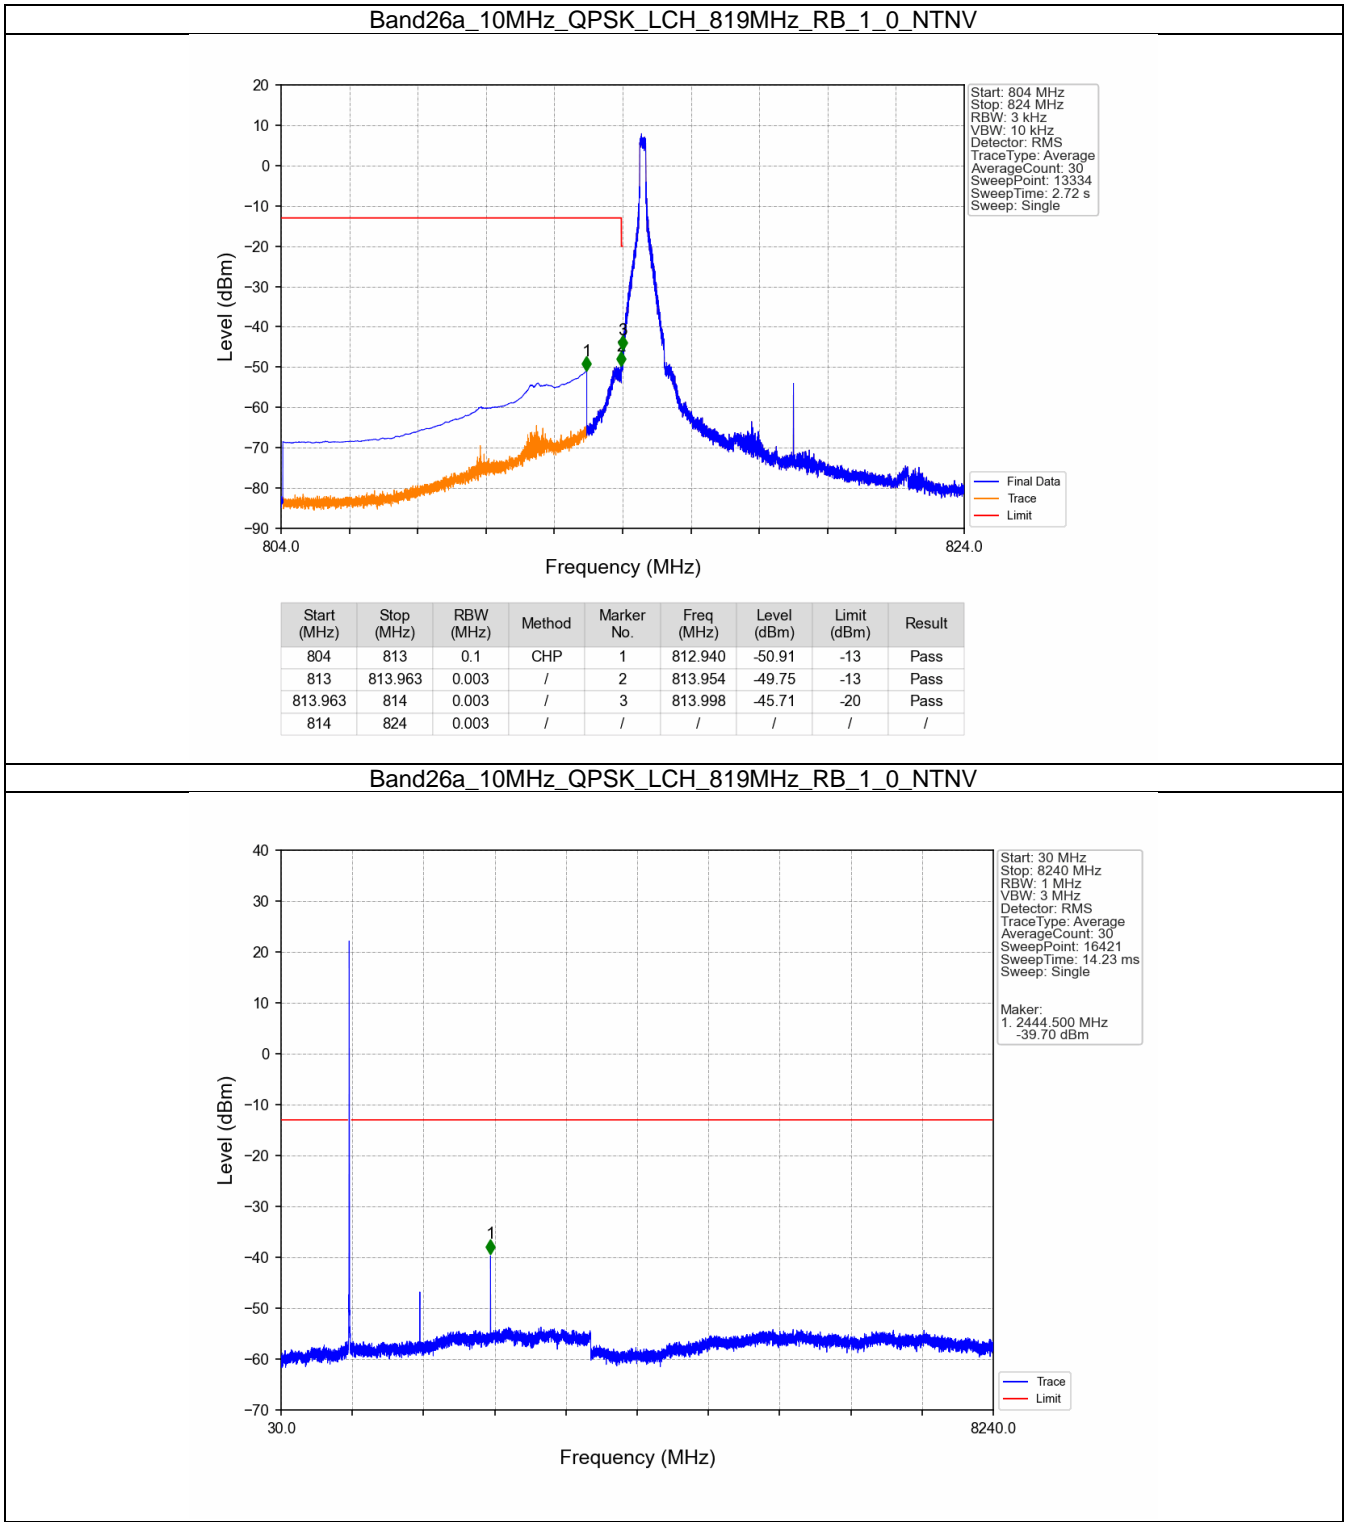 Band26a_10MHz_QPSK_LCH_819MHz_RB_1_0_NTNV
Start: 804 MHz
Stop: 824 MHz
RBW: 3 kHz
VBW: 10 kHz
Detector: RMS
TraceType: Average
AverageCount: 30
SweepPoint: 13334
SweepTime: 2.72 s
Sweep: Single
20
10
0
−10
−20
−30
−40
−50
−60
−70
−80
−90
Level (dBm)
1
2
3
Final Data
Trace
Limit
804.0 824.0
Frequency (MHz)
Start (MHz) Stop (MHz) RBW (MHz) Method Marker No. Freq (MHz) Level (dBm) Limit (dBm) Result
804 813 0.1 CHP 1 812.940 -50.91 -13 Pass
813 813.963 0.003 / 2 813.954 -49.75 -13 Pass
813.963 814 0.003 / 3 813.998 -45.71 -20 Pass
814 824 0.003 / / / / / /
Band26a_10MHz_QPSK_LCH_819MHz_RB_1_0_NTNV
Start: 30 MHz
Stop: 8240 MHz
RBW: 1 MHz
VBW: 3 MHz
Detector: RMS
TraceType: Average
AverageCount: 30
SweepPoint: 16421
SweepTime: 14.23 ms
Sweep: Single
Maker:
1. 2444.500 MHz
-39.70 dBm
40
30
20
10
0
−10
−20
−30
−40
−50
−60
−70
Level (dBm)
1
Trace
Limit
30.0 8240.0
Frequency (MHz)